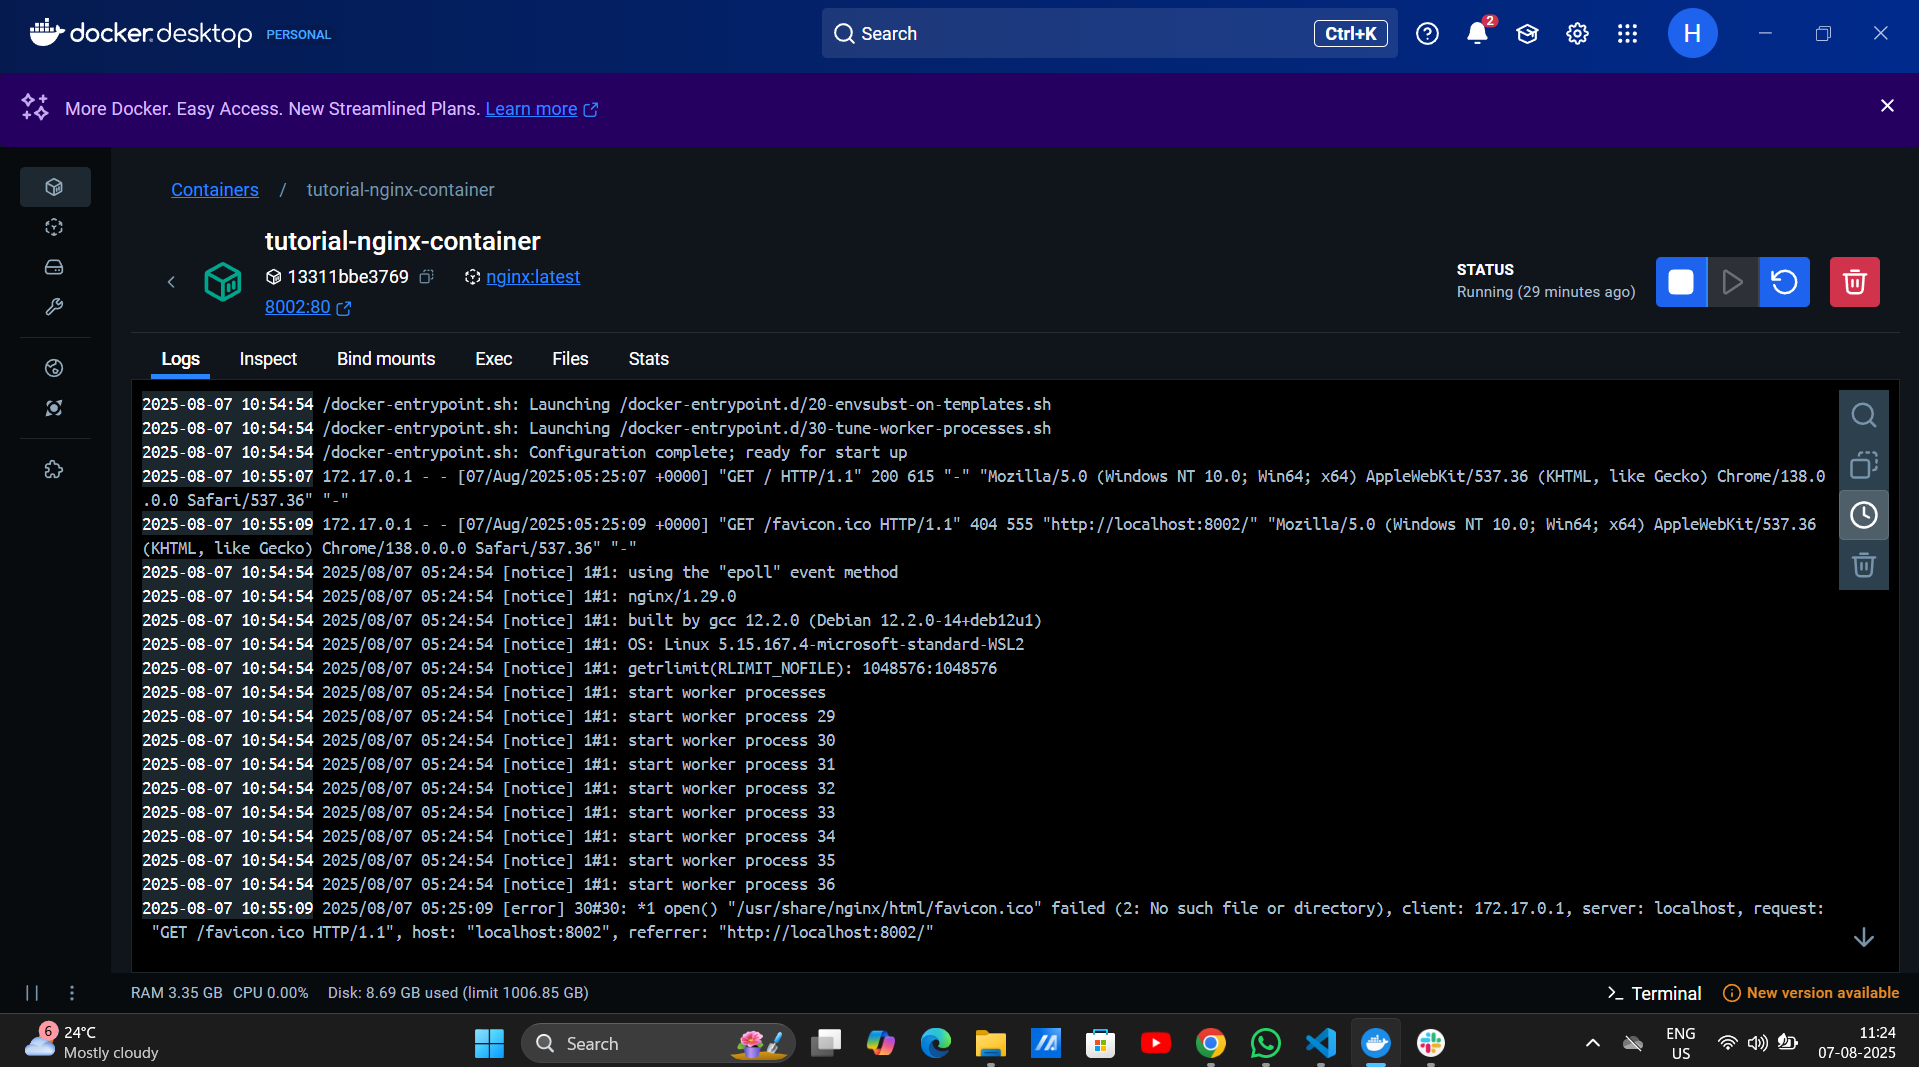 docker.desktop PERSONAL
Search Ctrl+K
2
H
More Docker. Easy Access. New Streamlined Plans. Learn more
Containers / tutorial-nginx-container
tutorial-nginx-container
13311bbe3769 nginx:latest
8002:80
STATUS
Running (29 minutes ago)
Logs Inspect Bind mounts Exec Files Stats
2025-08-07 10:54:54 /docker-entrypoint.sh: Launching /docker-entrypoint.d/20-envsubst-on-templates.sh
2025-08-07 10:54:54 /docker-entrypoint.sh: Launching /docker-entrypoint.d/30-tune-worker-processes.sh
2025-08-07 10:54:54 /docker-entrypoint.sh: Configuration complete; ready for start up
2025-08-07 10:55:07 172.17.0.1 - - [07/Aug/2025:05:25:07 +0000] "GET / HTTP/1.1" 200 615 "-" "Mozilla/5.0 (Windows NT 10.0; Win64; x64) AppleWebKit/537.36 (KHTML, like Gecko) Chrome/138.0
.0.0 Safari/537.36" "-"
2025-08-07 10:55:09 172.17.0.1 - - [07/Aug/2025:05:25:09 +0000] "GET /favicon.ico HTTP/1.1" 404 555 "http://localhost:8002/" "Mozilla/5.0 (Windows NT 10.0; Win64; x64) AppleWebKit/537.36
(KHTML, like Gecko) Chrome/138.0.0.0 Safari/537.36" "-"
2025-08-07 10:54:54 2025/08/07 05:24:54 [notice] 1#1: using the "epoll" event method
2025-08-07 10:54:54 2025/08/07 05:24:54 [notice] 1#1: nginx/1.29.0
2025-08-07 10:54:54 2025/08/07 05:24:54 [notice] 1#1: built by gcc 12.2.0 (Debian 12.2.0-14+deb12u1)
2025-08-07 10:54:54 2025/08/07 05:24:54 [notice] 1#1: OS: Linux 5.15.167.4-microsoft-standard-WSL2
2025-08-07 10:54:54 2025/08/07 05:24:54 [notice] 1#1: getrlimit(RLIMIT_NOFILE): 1048576:1048576
2025-08-07 10:54:54 2025/08/07 05:24:54 [notice] 1#1: start worker processes
2025-08-07 10:54:54 2025/08/07 05:24:54 [notice] 1#1: start worker process 29
2025-08-07 10:54:54 2025/08/07 05:24:54 [notice] 1#1: start worker process 30
2025-08-07 10:54:54 2025/08/07 05:24:54 [notice] 1#1: start worker process 31
2025-08-07 10:54:54 2025/08/07 05:24:54 [notice] 1#1: start worker process 32
2025-08-07 10:54:54 2025/08/07 05:24:54 [notice] 1#1: start worker process 33
2025-08-07 10:54:54 2025/08/07 05:24:54 [notice] 1#1: start worker process 34
2025-08-07 10:54:54 2025/08/07 05:24:54 [notice] 1#1: start worker process 35
2025-08-07 10:54:54 2025/08/07 05:24:54 [notice] 1#1: start worker process 36
2025-08-07 10:55:09 2025/08/07 05:25:09 [error] 30#30: *1 open() "/usr/share/nginx/html/favicon.ico" failed (2: No such file or directory), client: 172.17.0.1, server: localhost, request:
"GET /favicon.ico HTTP/1.1", host: "localhost:8002", referrer: "http://localhost:8002/"
RAM 3.35 GB CPU 0.00% Disk: 8.69 GB used (limit 1006.85 GB)
Terminal New version available
6
24°C
Mostly cloudy
Search
ENG
US
11:24
07-08-2025